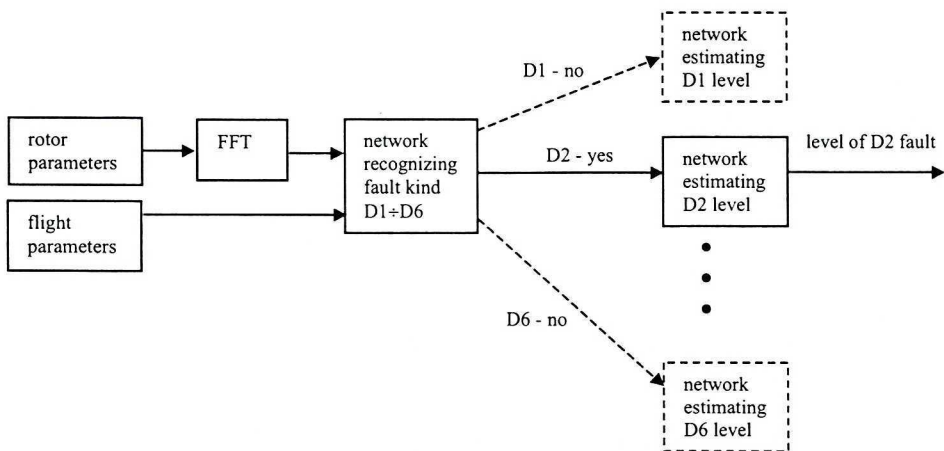 rotor
parameters
flight
parameters
FFT
network
recognizing
fault kind
D1÷D6
D1 - no
D2 - yes
D6 - no
network
estimating
D1 level
network
estimating
D2 level
level of D2 fault
network
estimating
D6 level